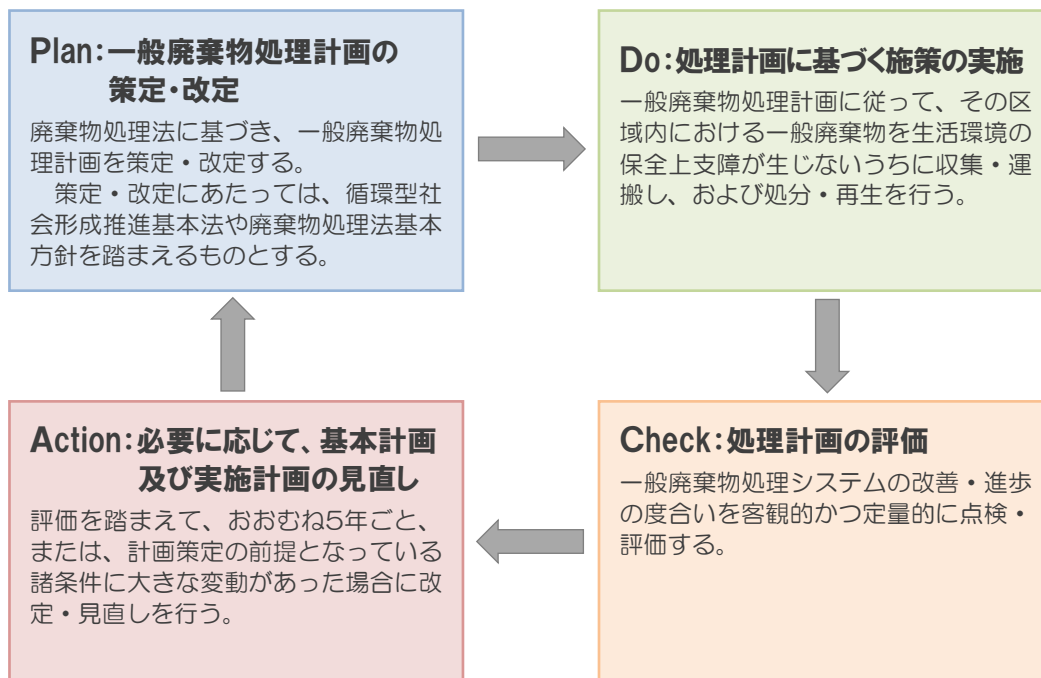 Plan:一般廃棄物処理計画の
策定・改定
廃棄物処理法に基づき、一般廃棄物処
理計画を策定・改定する。
　策定・改定にあたっては、循環型社
会形成推進基本法や廃棄物処理法基本
方針を踏まえるものとする。
Do:処理計画に基づく施策の実施
一般廃棄物処理計画に従って、その区
域内における一般廃棄物を生活環境の
保全上支障が生じないうちに収集・運
搬し、および処分・再生を行う。
Action:必要に応じて、基本計画
及び実施計画の見直し
評価を踏まえて、おおむね5年ごと、
または、計画策定の前提となっている
諸条件に大きな変動があった場合に改
定・見直しを行う。
Check:処理計画の評価
一般廃棄物処理システムの改善・進歩
の度合いを客観的かつ定量的に点検・
評価する。